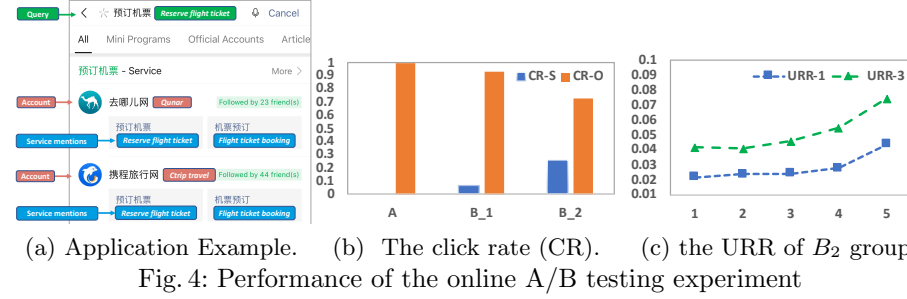 Query
预订机票 Reserve flight ticket Cancel
All Mini Programs Official Accounts Article
预订机票 - Service More >
Account 去哪儿网 Qunar Followed by 23 friend(s)
预订机票 机票预订
Service mentions Reserve flight ticket Flight ticket booking
Account 携程旅行网 Ctrip travel Followed by 44 friend(s)
预订机票 机票预订
Service mentions Reserve flight ticket Flight ticket booking
CR-S CR-O
1
0.9
0.8
0.7
0.6
0.5
0.4
0.3
0.2
0.1
0
A B_1 B_2
URR-1 URR-3
0.1
0.09
0.08
0.07
0.06
0.05
0.04
0.03
0.02
0.01
1 2 3 4 5
(a) Application Example. (b) The click rate (CR). (c) the URR of B₂ group
Fig. 4: Performance of the online A/B testing experiment